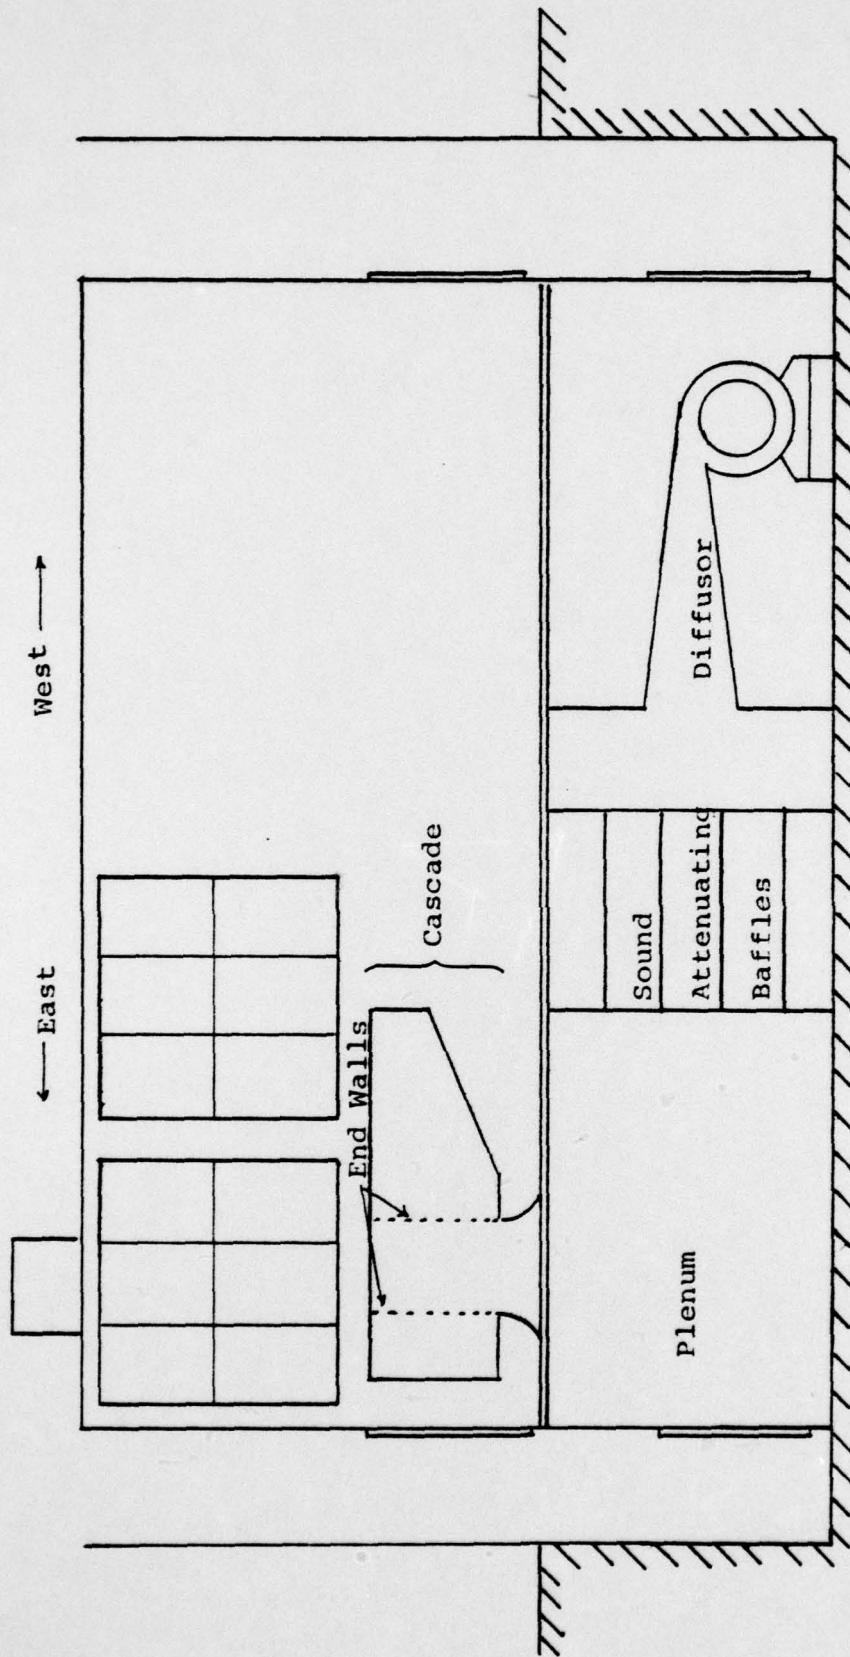 East
West
Cascade
End Walls
Sound
Attenuating
Baffles
Diffusor
Plenum